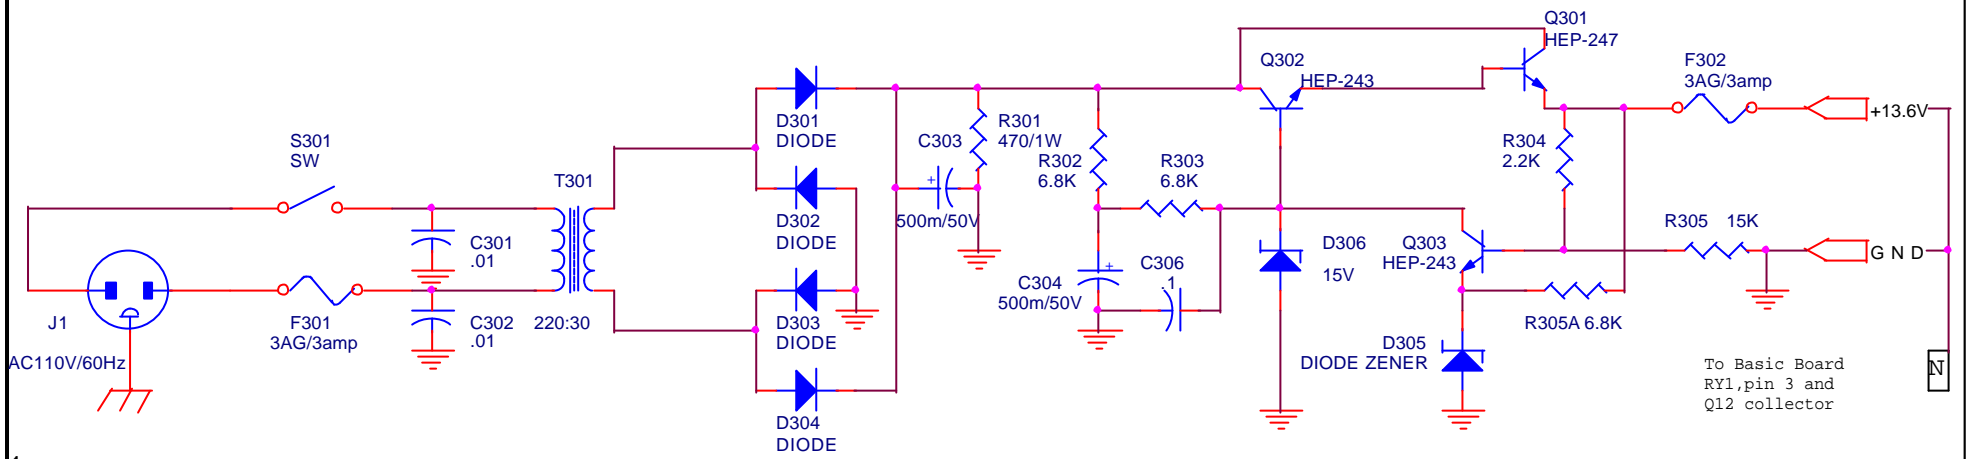 Q301
HEP-247
Q302
HEP-243
F302
3AG/3amp
+13.6V
D301
DIODE
C303
R301
470/1W
R302
6.8K
R303
6.8K
R304
2.2K
S301
SW
T301
D302
DIODE
500m/50V
R305 15K
C301
.01
D306
15V
Q303
HEP-243
GND
C304
500m/50V
C306
.1
J1
F301
3AG/3amp
C302
.01
220:30
D303
DIODE
R305A 6.8K
AC110V/60Hz
D305
DIODE ZENER
To Basic Board
RY1,pin 3 and
Q12 collector
N
D304
DIODE
+
+